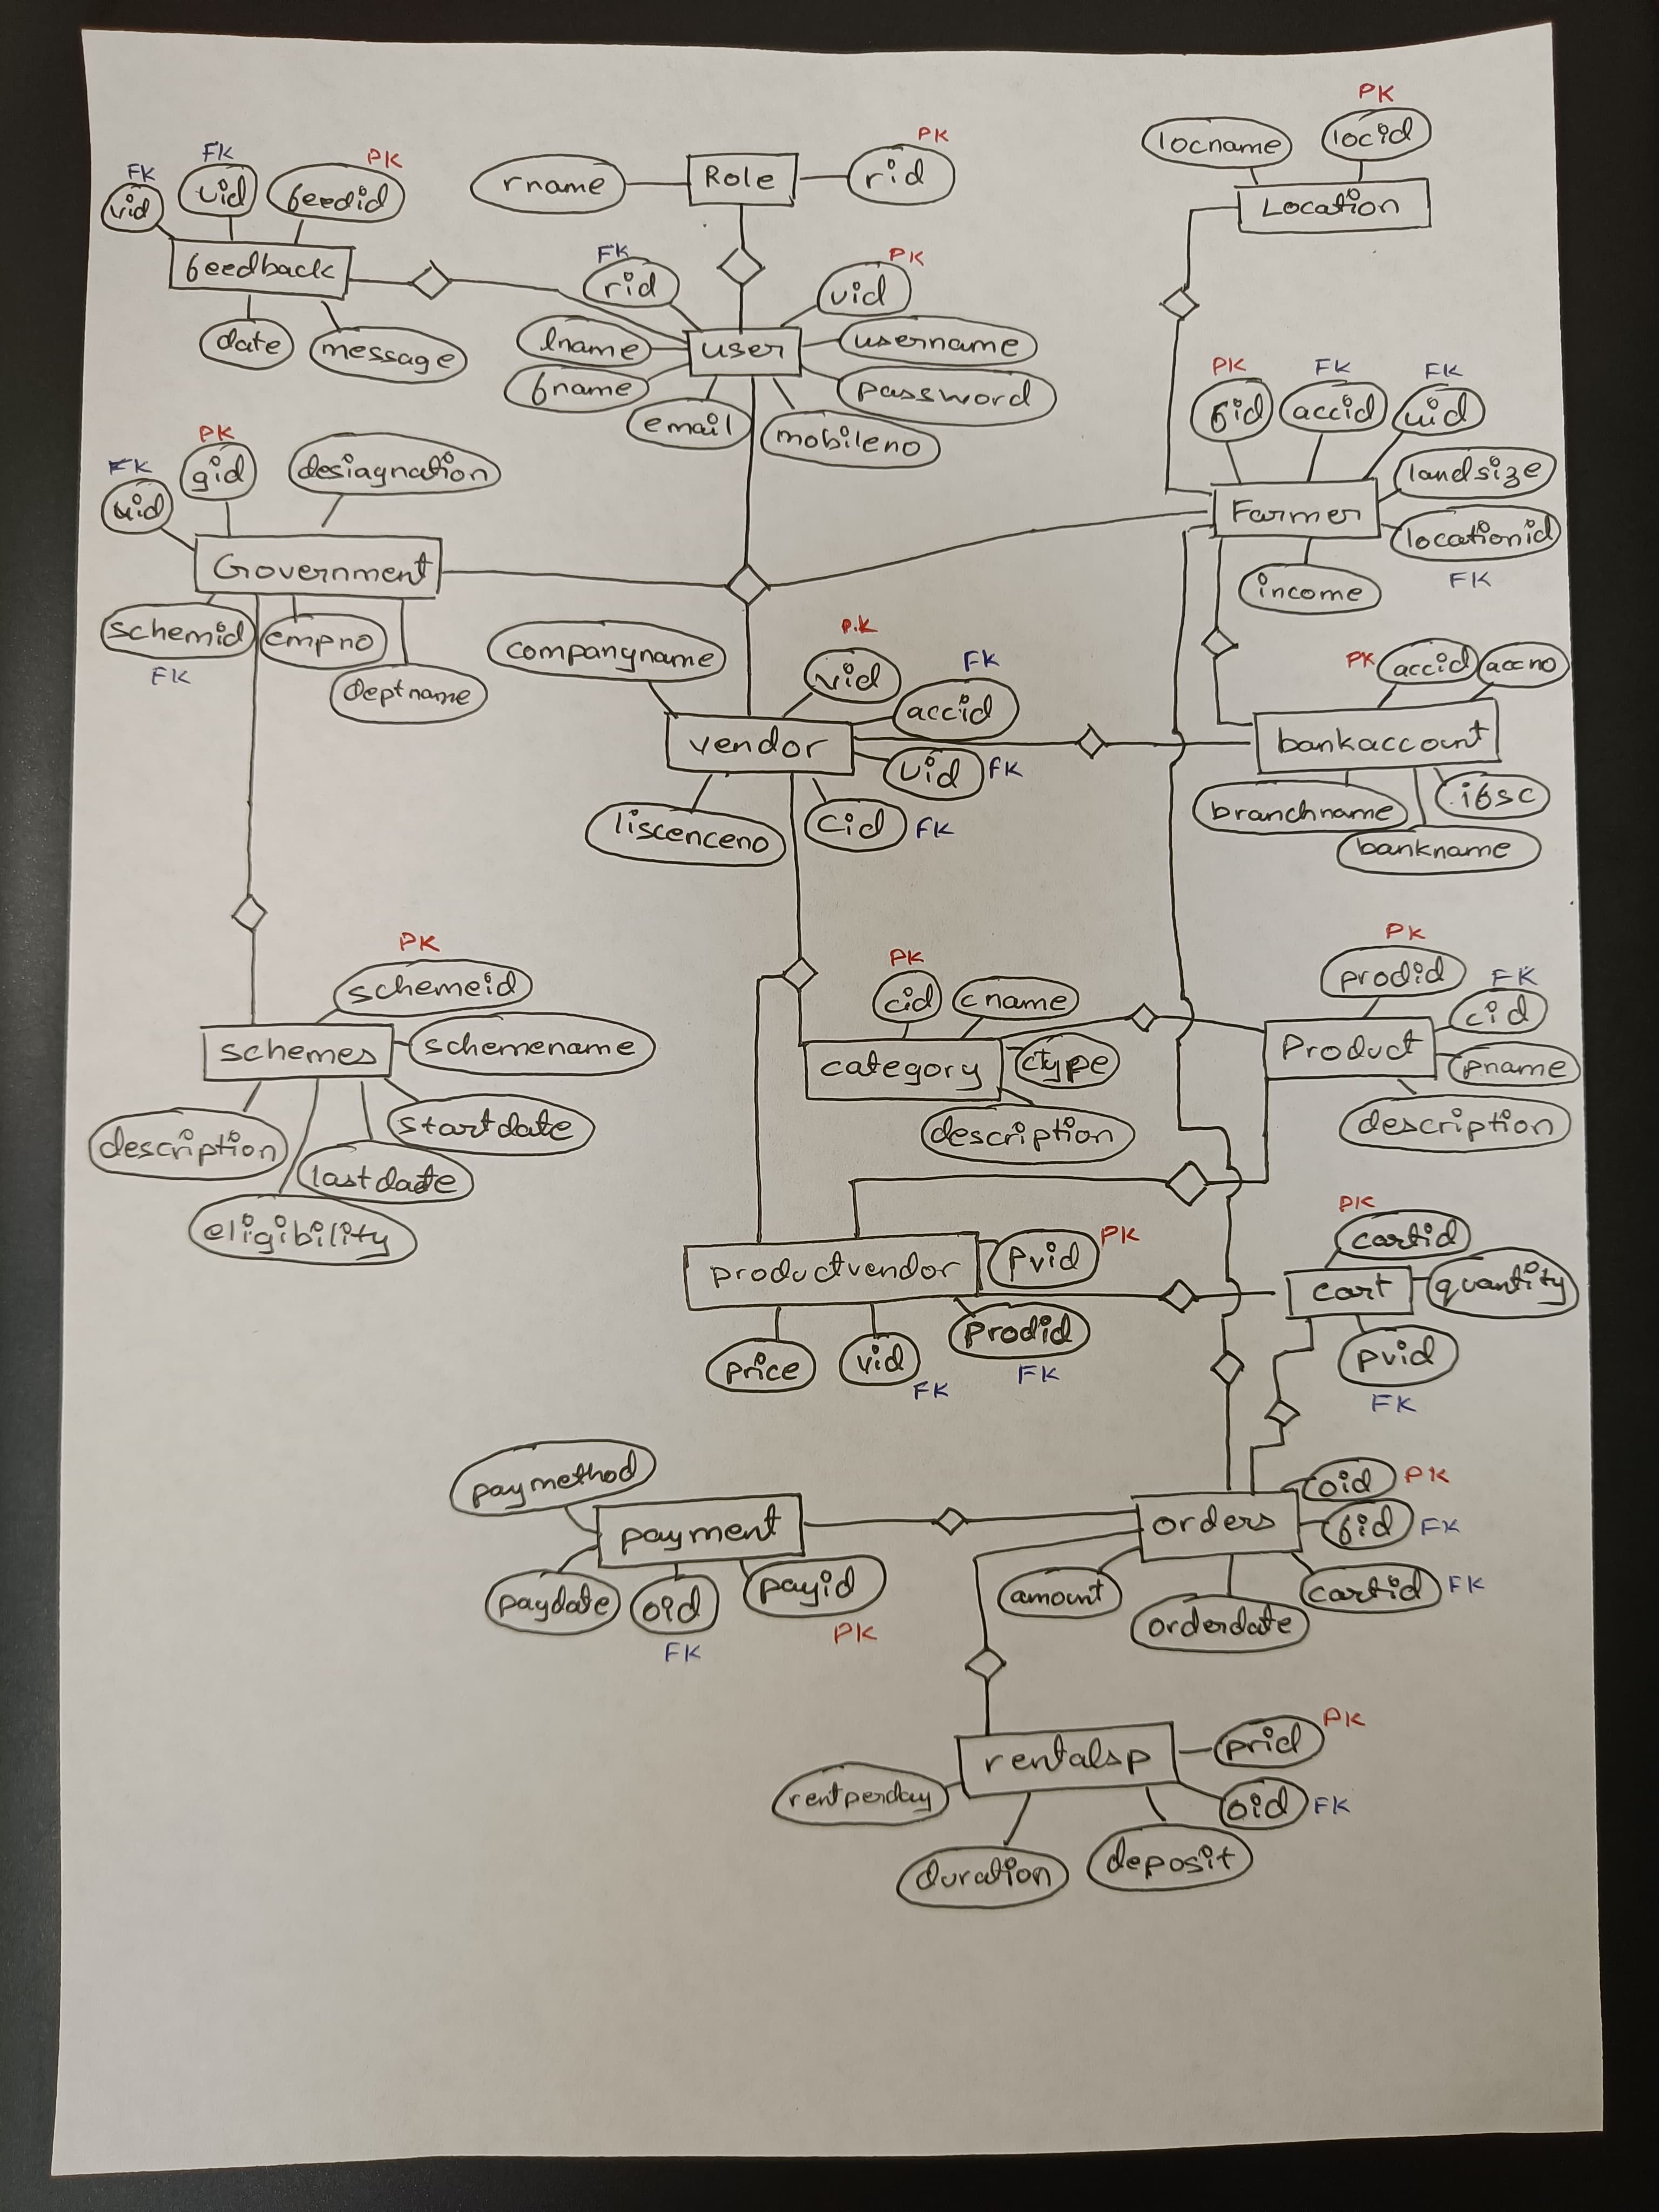 PK
locname
locid
Location
PK
rname
Role
rid
FK
FK
PK
vid
uid
feedid
feedback
date
message
FK
PK
rid
uid
lname
user
username
fname
password
email
mobileno
PK
FK
FK
fid
accid
uid
landsize
Farmer
locationid
FK
income
PK
FK
gid
desiagnation
uid
Government
schemid
empno
FK
deptname
P.K
companyname
vid
FK
accid
vendor
uid
FK
liscenceno
cid
FK
PK
accid
accno
bankaccount
branchname
ifsc
bankname
PK
schemeid
schemes
schemename
description
startdate
lastdate
eligibility
PK
cid
cname
category
ctype
description
PK
prodid
FK
cid
Product
pname
description
PK
productvendor
pvid
price
vid
FK
prodid
FK
PK
cartid
cart
quantity
pvid
FK
paymethod
payment
paydate
oid
payid
FK
PK
oid
PK
orders
fid
FK
amount
cartid
FK
orderdate
PK
rentalsp
prid
rentperday
oid
FK
duration
deposit